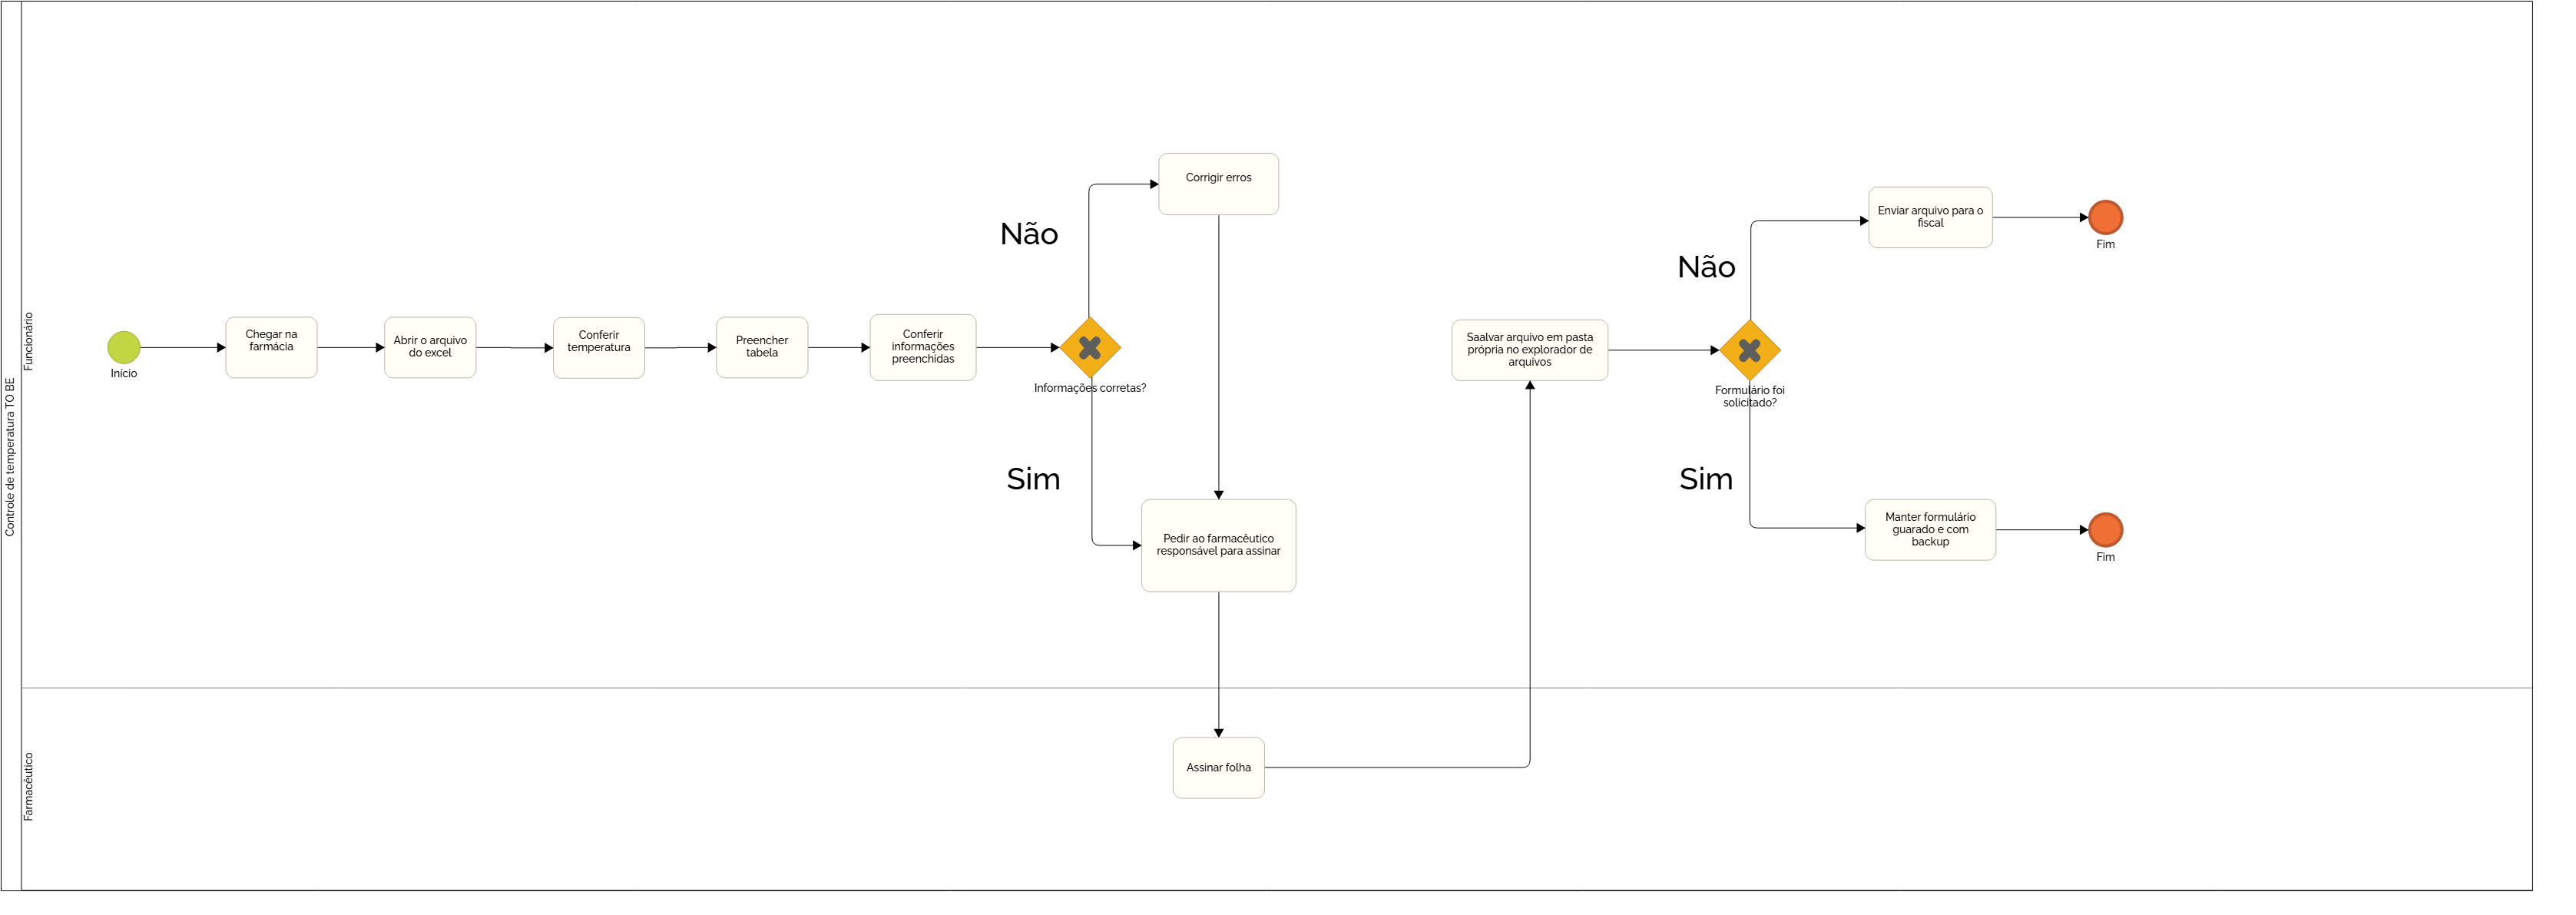 Controle de temperatura TO BE
Funcionário
Início
Chegar na
farmácia
Abrir o arquivo
do excel
Conferir
temperatura
Preencher
tabela
Conferir
informações
preenchidas
Informações corretas?
Não
Corrigir erros
Sim
Pedir ao farmacêutico
responsável para assinar
Farmacêutico
Assinar folha
Saalvar arquivo em pasta
própria no explorador de
arquivos
Formulário foi
solicitado?
Não
Enviar arquivo para o
fiscal
Fim
Sim
Manter formulário
guarado e com
backup
Fim